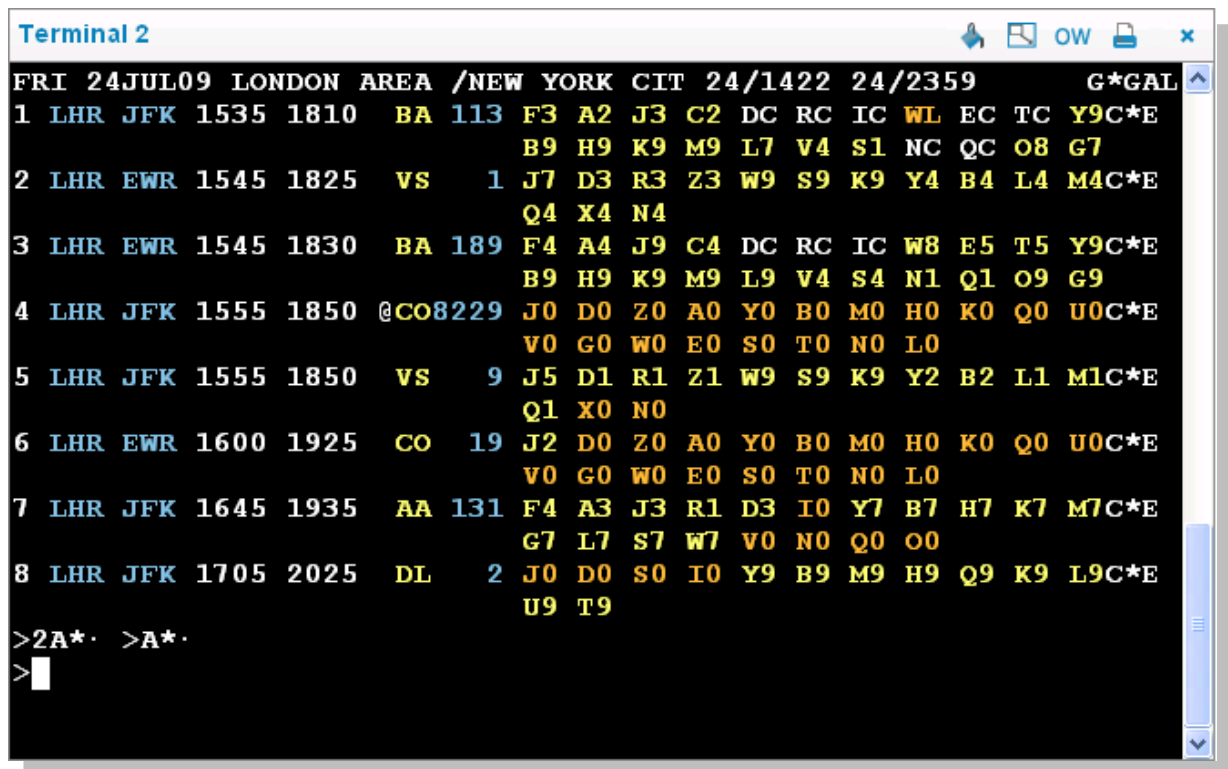 Terminal 2 OW ×
FRI 24JUL09 LONDON AREA /NEW YORK CIT 24/1422 24/2359 G*GAL
1 LHR JFK 1535 1810 BA 113 F3 A2 J3 C2 DC RC IC WL EC TC Y9C*E
B9 H9 K9 M9 L7 V4 S1 NC QC O8 G7
2 LHR EWR 1545 1825 VS 1 J7 D3 R3 Z3 W9 S9 K9 Y4 B4 L4 M4C*E
Q4 X4 N4
3 LHR EWR 1545 1830 BA 189 F4 A4 J9 C4 DC RC IC W8 E5 T5 Y9C*E
B9 H9 K9 M9 L9 V4 S4 N1 Q1 O9 G9
4 LHR JFK 1555 1850 @CO8229 J0 D0 Z0 A0 Y0 B0 M0 H0 K0 Q0 U0C*E
V0 G0 W0 E0 S0 T0 N0 L0
5 LHR JFK 1555 1850 VS 9 J5 D1 R1 Z1 W9 S9 K9 Y2 B2 L1 M1C*E
Q1 X0 N0
6 LHR EWR 1600 1925 CO 19 J2 D0 Z0 A0 Y0 B0 M0 H0 K0 Q0 U0C*E
V0 G0 W0 E0 S0 T0 N0 L0
7 LHR JFK 1645 1935 AA 131 F4 A3 J3 R1 D3 I0 Y7 B7 H7 K7 M7C*E
G7 L7 S7 W7 V0 N0 Q0 O0
8 LHR JFK 1705 2025 DL 2 J0 D0 S0 I0 Y9 B9 M9 H9 Q9 K9 L9C*E
U9 T9
>2A*· >A*·
>